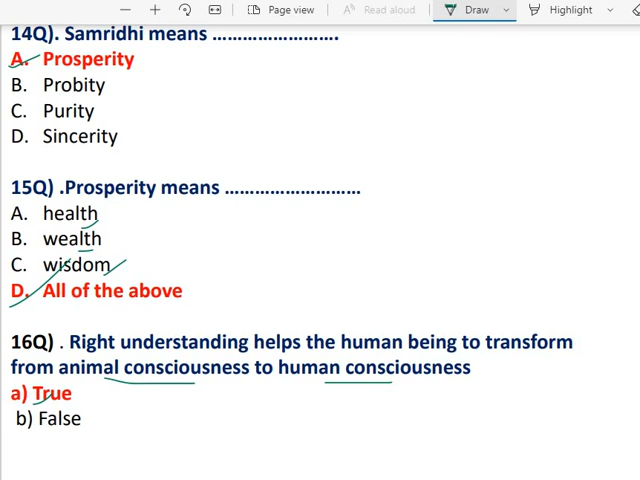 Page view
Read aloud
Draw
Highlight
14Q). Samridhi means …………………….
A. Prosperity
B. Probity
C. Purity
D. Sincerity
15Q) .Prosperity means ………………………
A. health
B. wealth
C. wisdom
D. All of the above
16Q) . Right understanding helps the human being to transform
from animal consciousness to human consciousness
a) True
b) False